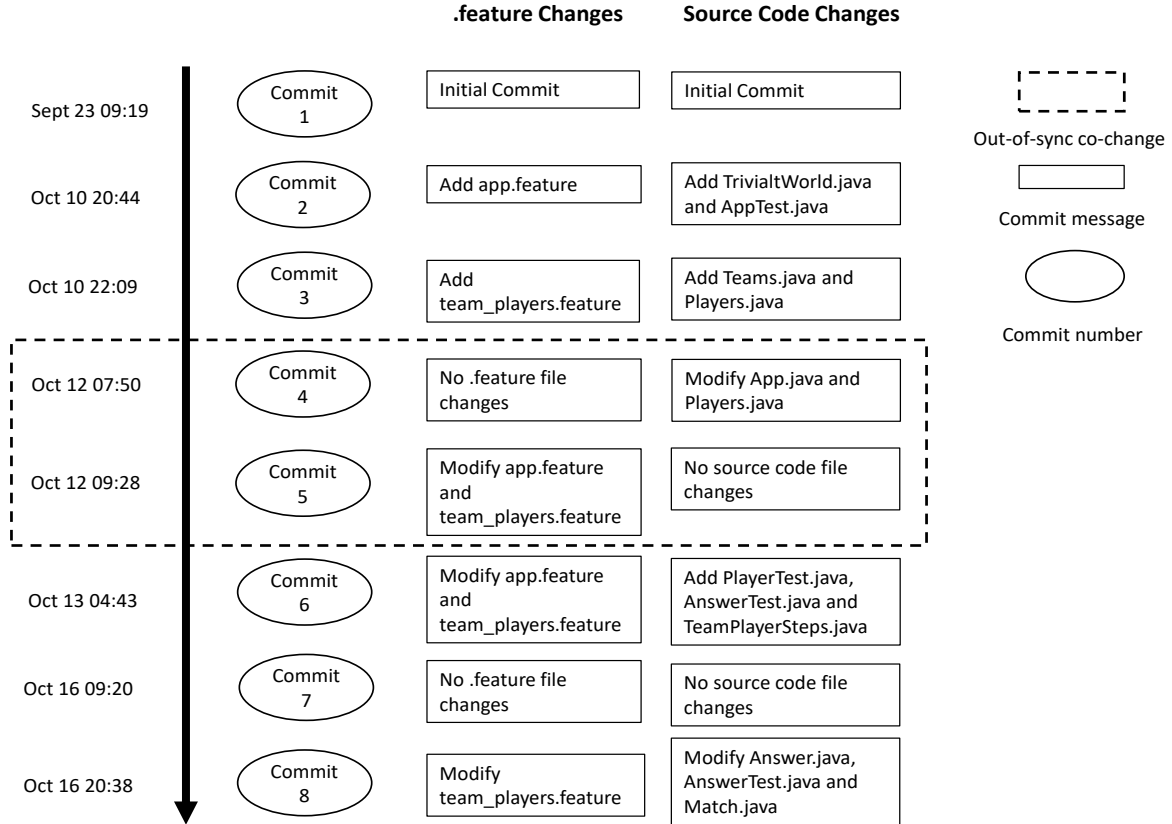 .feature Changes
Source Code Changes
Sept 23 09:19
Commit
1
Initial Commit
Initial Commit
Oct 10 20:44
Commit
2
Add app.feature
Add TrivialtWorld.java
and AppTest.java
Oct 10 22:09
Commit
3
Add
team_players.feature
Add Teams.java and
Players.java
Oct 12 07:50
Commit
4
No .feature file
changes
Modify App.java and
Players.java
Oct 12 09:28
Commit
5
Modify app.feature
and
team_players.feature
No source code file
changes
Oct 13 04:43
Commit
6
Modify app.feature
and
team_players.feature
Add PlayerTest.java,
AnswerTest.java and
TeamPlayerSteps.java
Oct 16 09:20
Commit
7
No .feature file
changes
No source code file
changes
Oct 16 20:38
Commit
8
Modify
team_players.feature
Modify Answer.java,
AnswerTest.java and
Match.java
Out-of-sync co-change
Commit message
Commit number